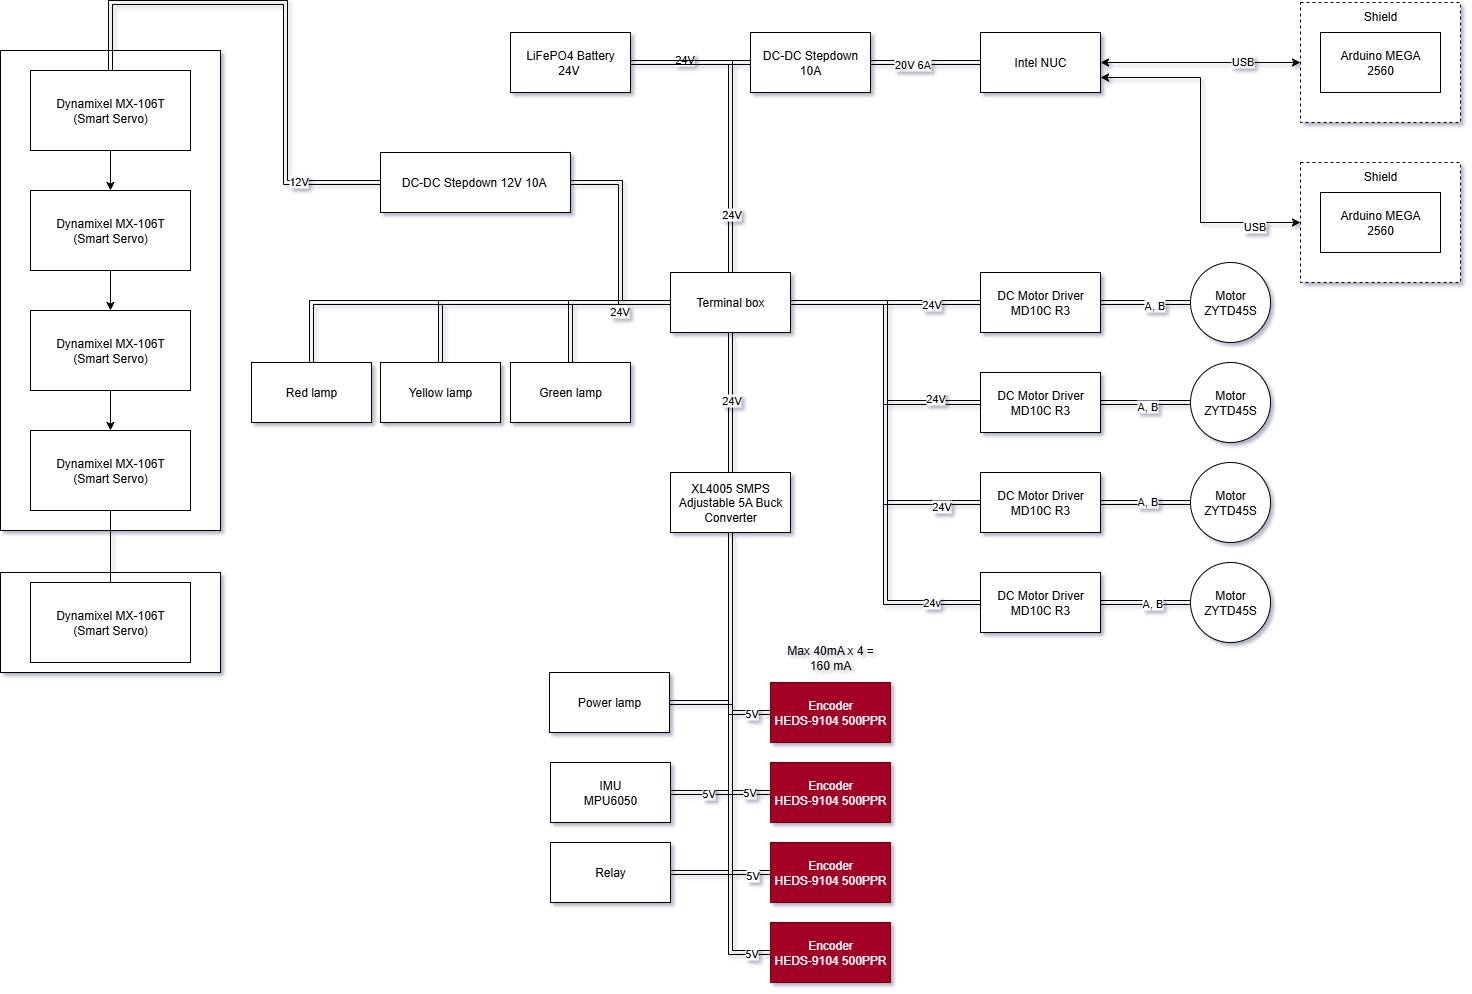 LiFePO4 Battery
24V
24V
DC-DC Stepdown
10A
20V 6A
Intel NUC
USB
Shield
Arduino MEGA
2560
USB
Shield
Arduino MEGA
2560
Dynamixel MX-106T
(Smart Servo)
Dynamixel MX-106T
(Smart Servo)
Dynamixel MX-106T
(Smart Servo)
Dynamixel MX-106T
(Smart Servo)
Dynamixel MX-106T
(Smart Servo)
12V
DC-DC Stepdown 12V 10A
24V
Terminal box
24V
Red lamp
Yellow lamp
Green lamp
24V
DC Motor Driver
MD10C R3
A, B
Motor
ZYTD45S
24V
DC Motor Driver
MD10C R3
A, B
Motor
ZYTD45S
24V
DC Motor Driver
MD10C R3
A, B
Motor
ZYTD45S
24v
DC Motor Driver
MD10C R3
A, B
Motor
ZYTD45S
24V
XL4005 SMPS
Adjustable 5A Buck
Converter
Max 40mA x 4 =
160 mA
Power lamp
5V
Encoder
HEDS-9104 500PPR
IMU
MPU6050
5V
5V
Encoder
HEDS-9104 500PPR
Relay
5V
Encoder
HEDS-9104 500PPR
5V
Encoder
HEDS-9104 500PPR